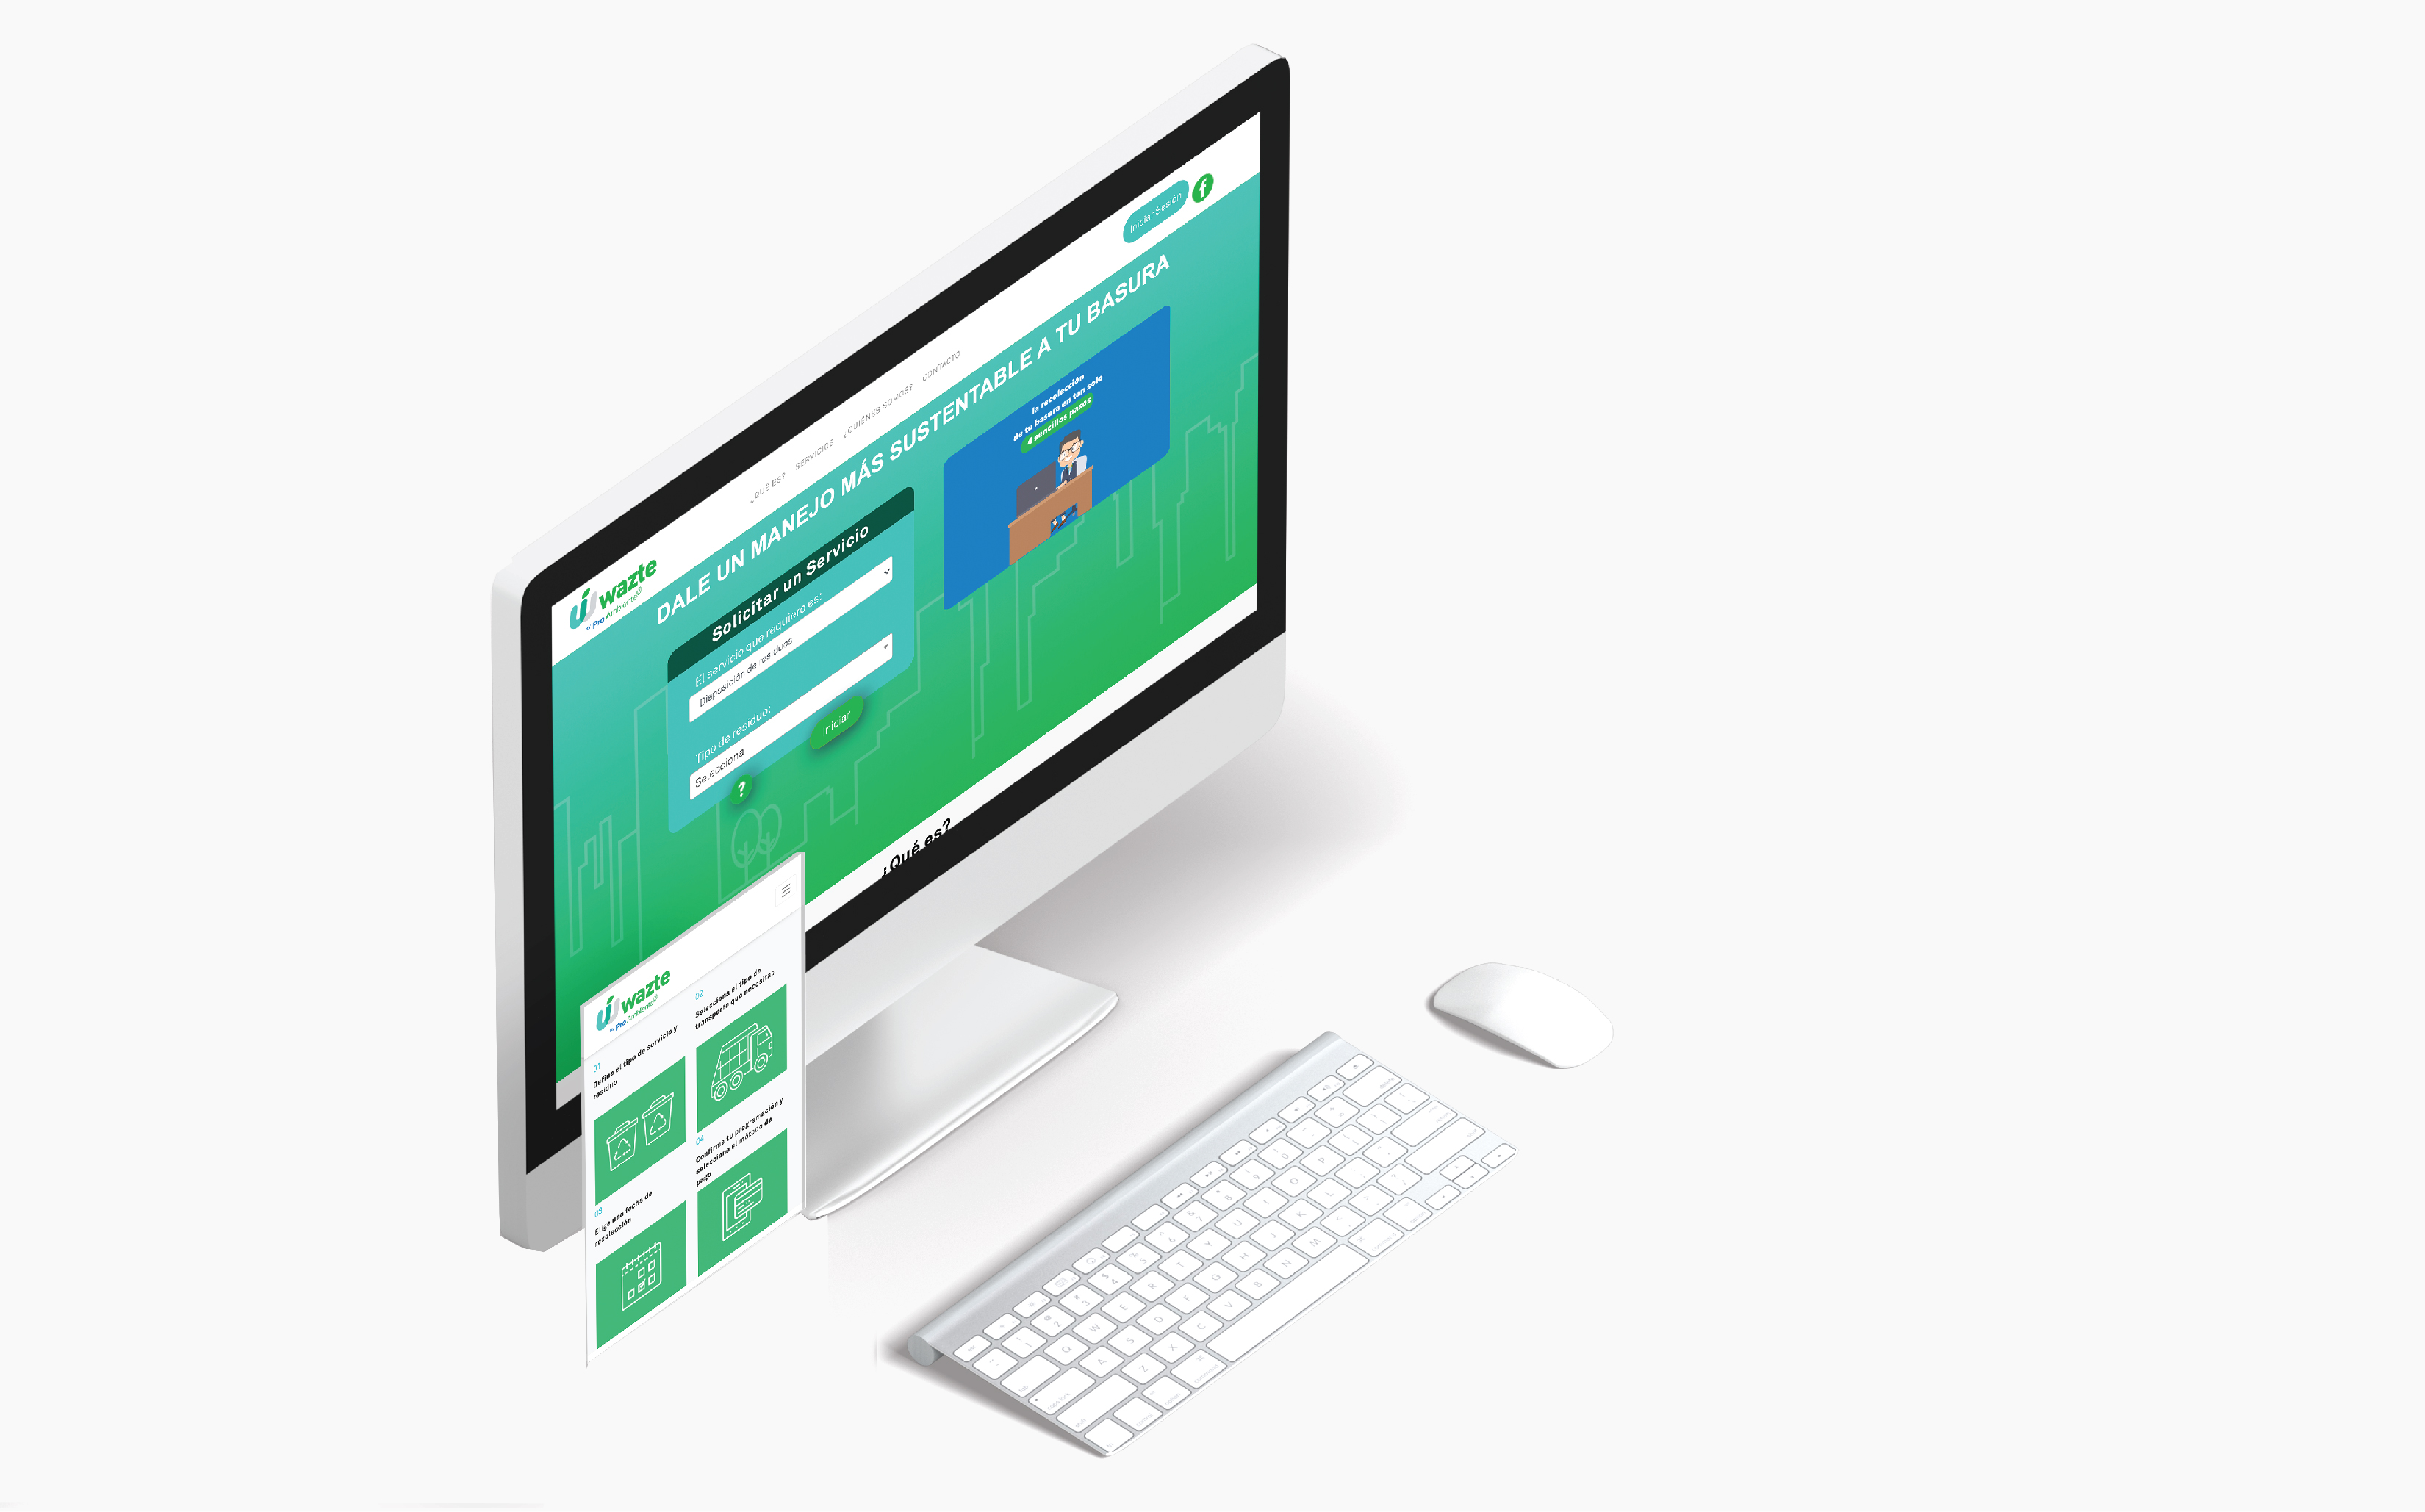 wazte
by Pro Ambiente
¿QUÉ ES?
SERVICIOS
¿QUIÉNES SOMOS?
CONTACTO
Iniciar Sesión
f
DALE UN MANEJO MÁS SUSTENTABLE A TU BASURA
Solicitar un Servicio
El servicio que requiero es:
Disposición de residuos
Tipo de residuo:
Selecciona
?
Iniciar
la recolección
de tu basura en tan solo
4 sencillos pasos
¿Qué es?
wazte
by Pro Ambiente
01
Define el tipo de servicio y
residuo
02
Selecciona el tipo de
transporte que necesitas
03
Elige una fecha de
recolección
04
Confirma tu programación y
selecciona el método de
pago